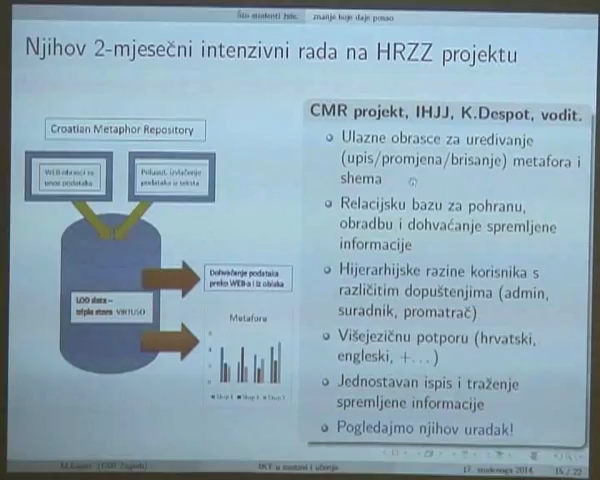 Što studenti žele, znanje koje daje posao
Njihov 2-mjesečni intenzivni rada na HRZZ projektu
Croatian Metaphor Repository
WEB obrasci za
unos podataka
Poluaut. izvlačenje
podataka iz teksta
LOD data –
triple store VIRTUSO
Dohvaćanje podataka
preko WEB-a i iz oblaka
Metafore
CMR projekt, IHJJ, K.Despot, vodit.
Ulazne obrasce za uređivanje
(upis/promjena/brisanje) metafora i
shema
Relacijsku bazu za pohranu,
obradbu i dohvaćanje spremljene
informacije
Hijerarhijske razine korisnika s
različitim dopuštenjima (admin,
suradnik, promatrač)
Višejezičnu potporu (hrvatski,
engleski, +...)
Jednostavan ispis i traženje
spremljene informacije
Pogledajmo njihov uradak!
IKT u nastavi i učenju
17. studenoga 2014.
15 / 22